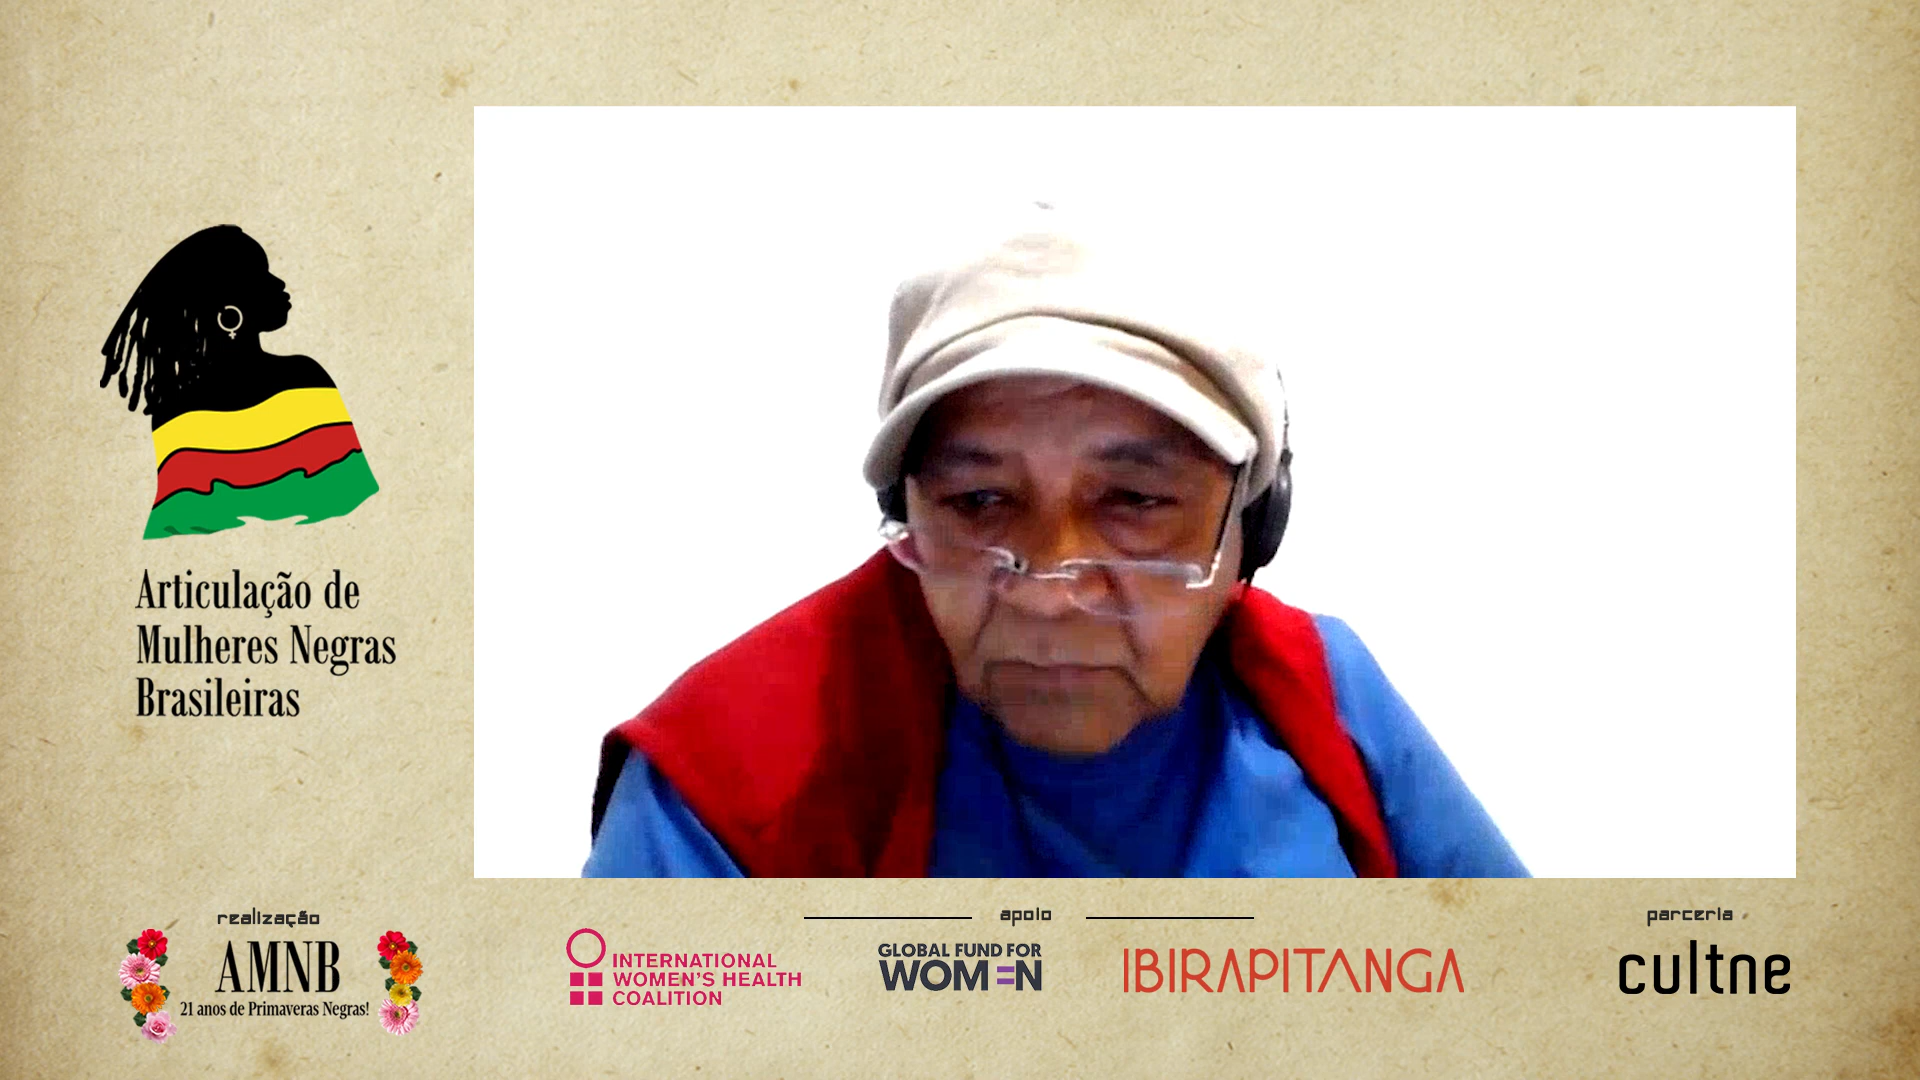 Articulação de
Mulheres Negras
Brasileiras
realização
AMNB
21 anos de Primaveras Negras!
apoio
INTERNATIONAL
WOMEN'S HEALTH
COALITION
GLOBAL FUND FOR
WOMEN
IBIRAPITANGA
parceria
cultne